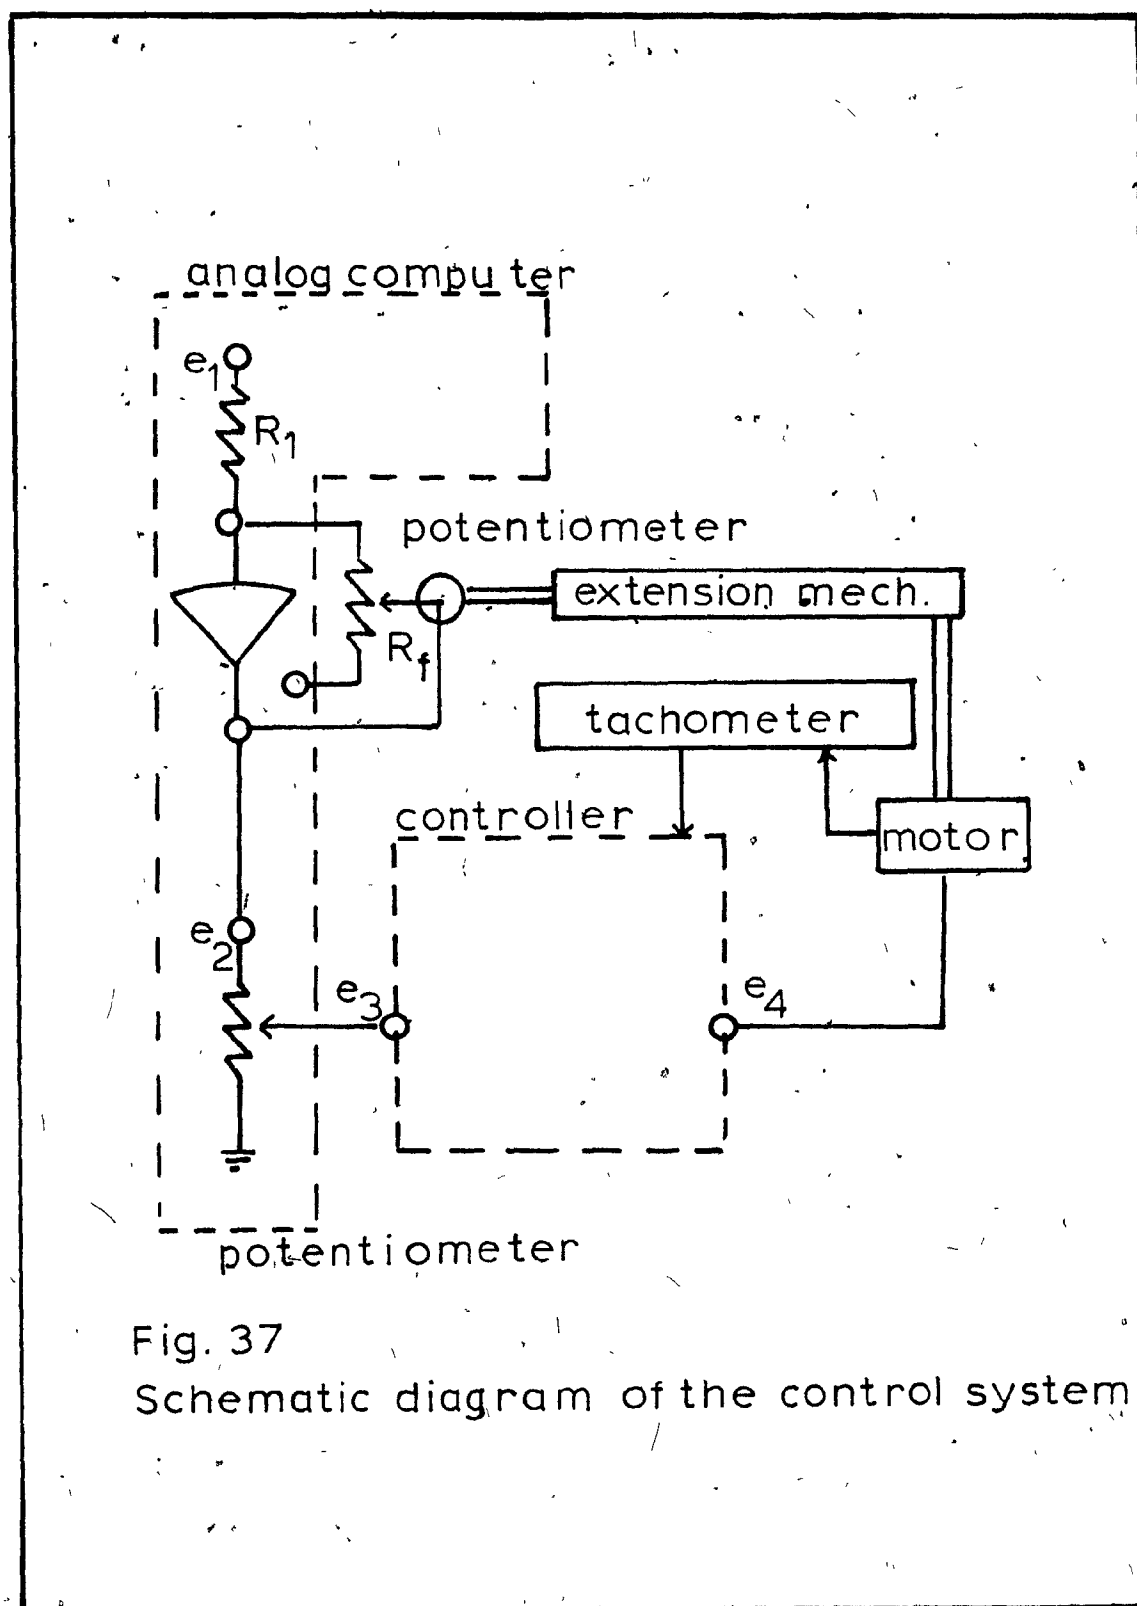 analog computer
e1
R1
potentiometer
extension mech.
Rf
tachometer
controller
motor
e2
e3
e4
potentiometer
Fig. 37
Schematic diagram of the control system